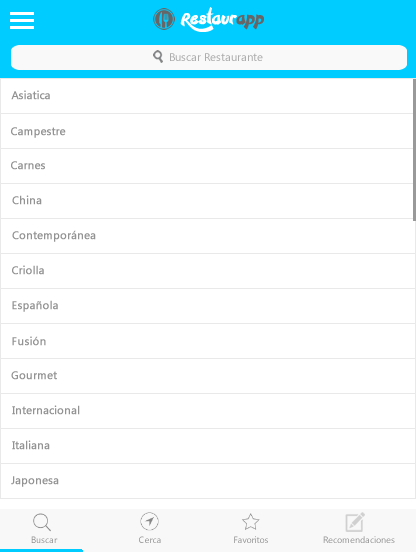 Restaurapp
Buscar Restaurante
Asiatica
Campestre
Carnes
China
Contemporánea
Criolla
Española
Fusión
Gourmet
Internacional
Italiana
Japonesa
Buscar
Cerca
Favoritos
Recomendaciones